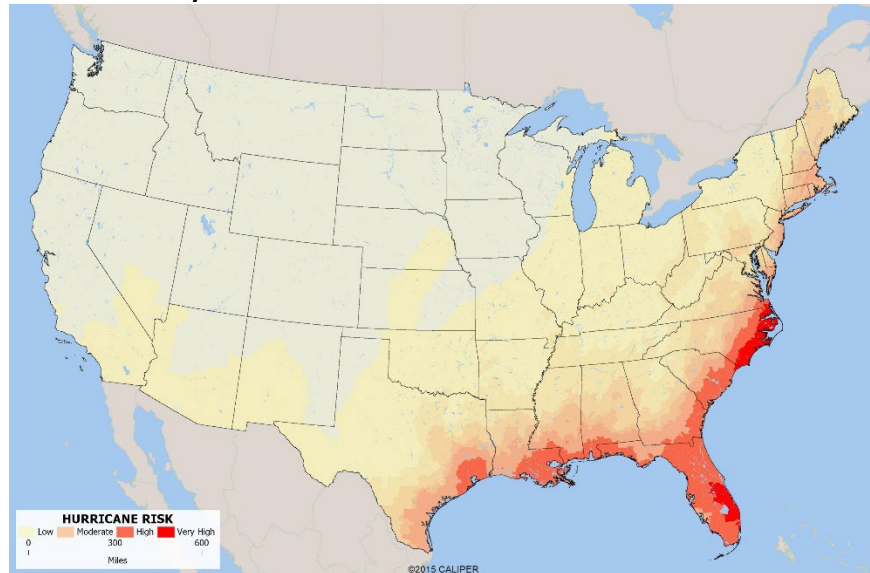 HURRICANE RISK
Low Moderate High Very High
0 300 600
Miles
©2015 CALIPER